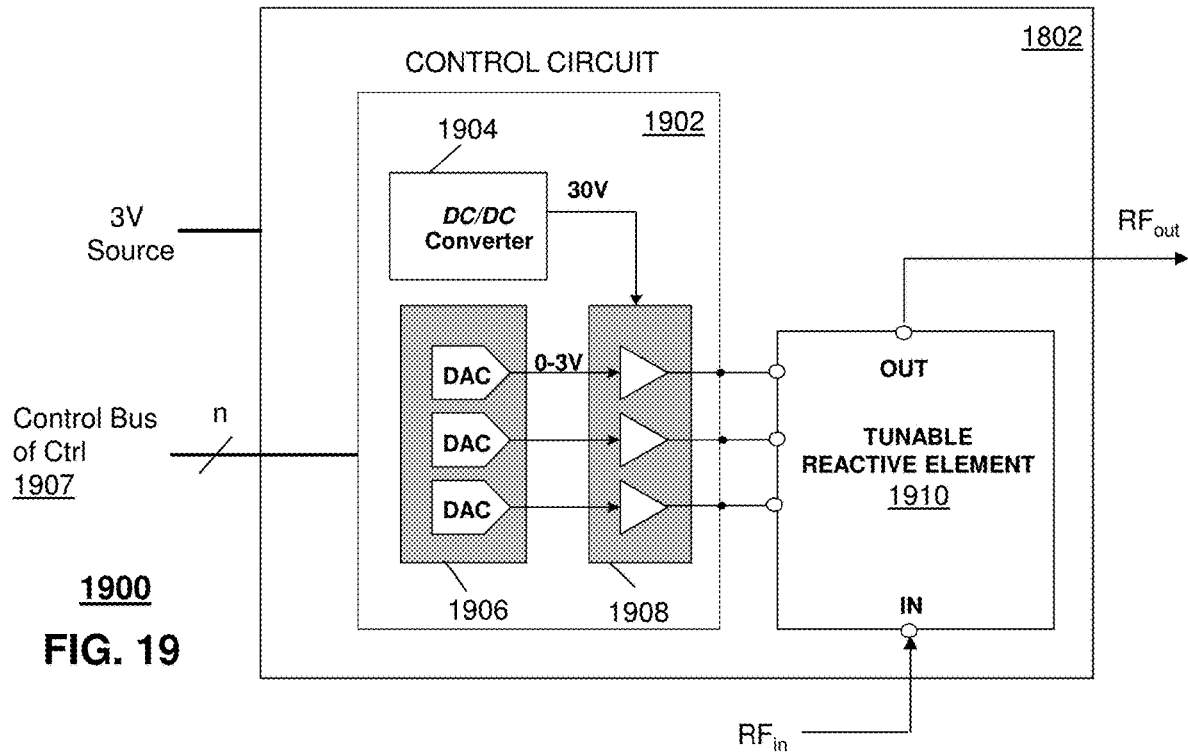 1802
CONTROL CIRCUIT
1902
1904
30V
DC/DC
Converter
3V
Source
RFout
0-3V
DAC
DAC
DAC
OUT
TUNABLE
REACTIVE ELEMENT
1910
IN
Control Bus
of Ctrl
1907
n
1906
1908
1900
FIG. 19
RFin